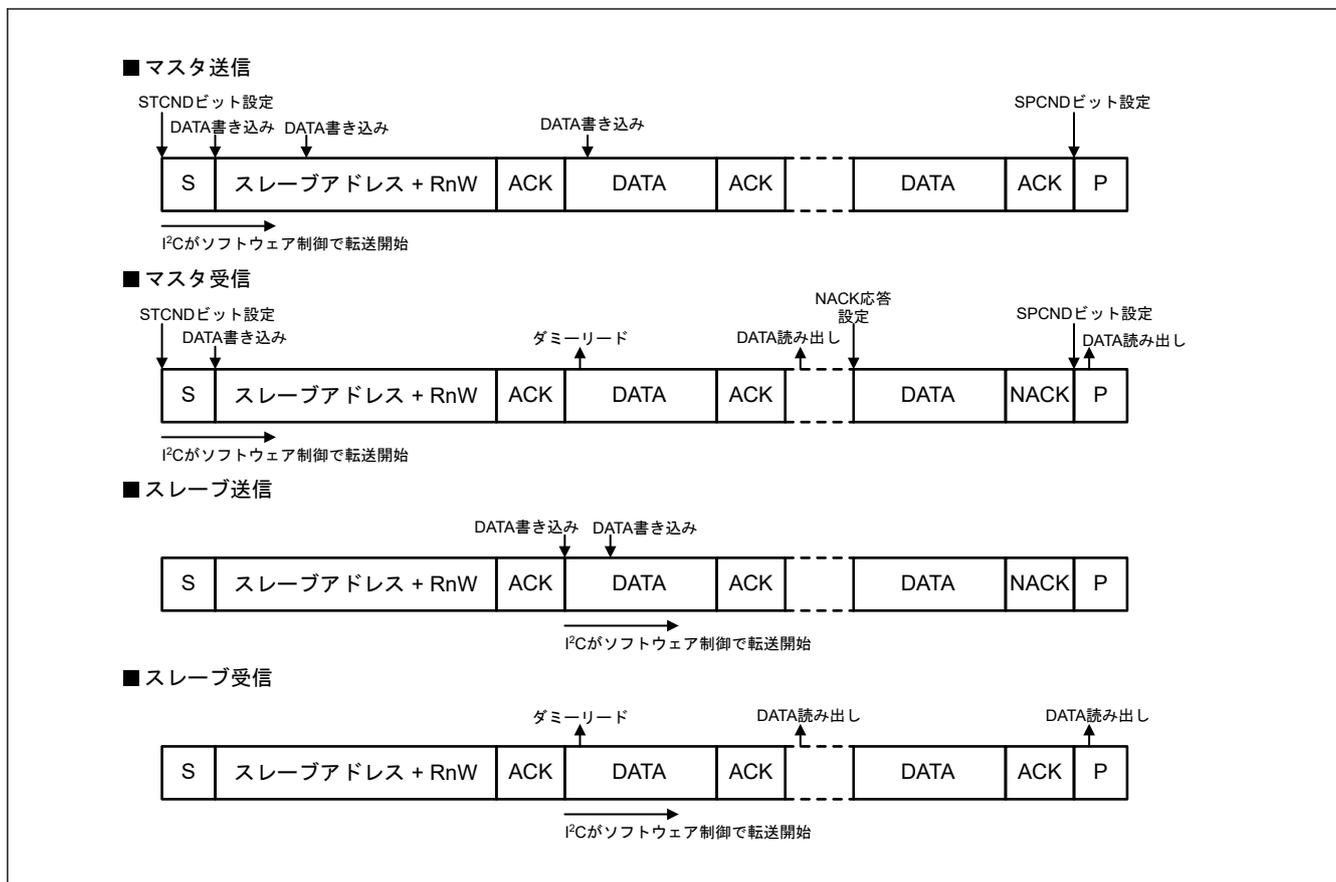 ■ マスタ送信
STCNDビット設定
SPCNDビット設定
DATA書き込み DATA書き込み
DATA書き込み
S スレーブアドレス + RnW ACK DATA ACK DATA ACK P
I²Cがソフトウェア制御で転送開始
■ マスタ受信
NACK応答
設定
STCNDビット設定
SPCNDビット設定
DATA書き込み
ダミーリード
DATA読み出し
DATA読み出し
S スレーブアドレス + RnW ACK DATA ACK DATA NACK P
I²Cがソフトウェア制御で転送開始
■ スレーブ送信
DATA書き込み DATA書き込み
S スレーブアドレス + RnW ACK DATA ACK DATA NACK P
I²Cがソフトウェア制御で転送開始
■ スレーブ受信
ダミーリード
DATA読み出し
DATA読み出し
S スレーブアドレス + RnW ACK DATA ACK DATA ACK P
I²Cがソフトウェア制御で転送開始